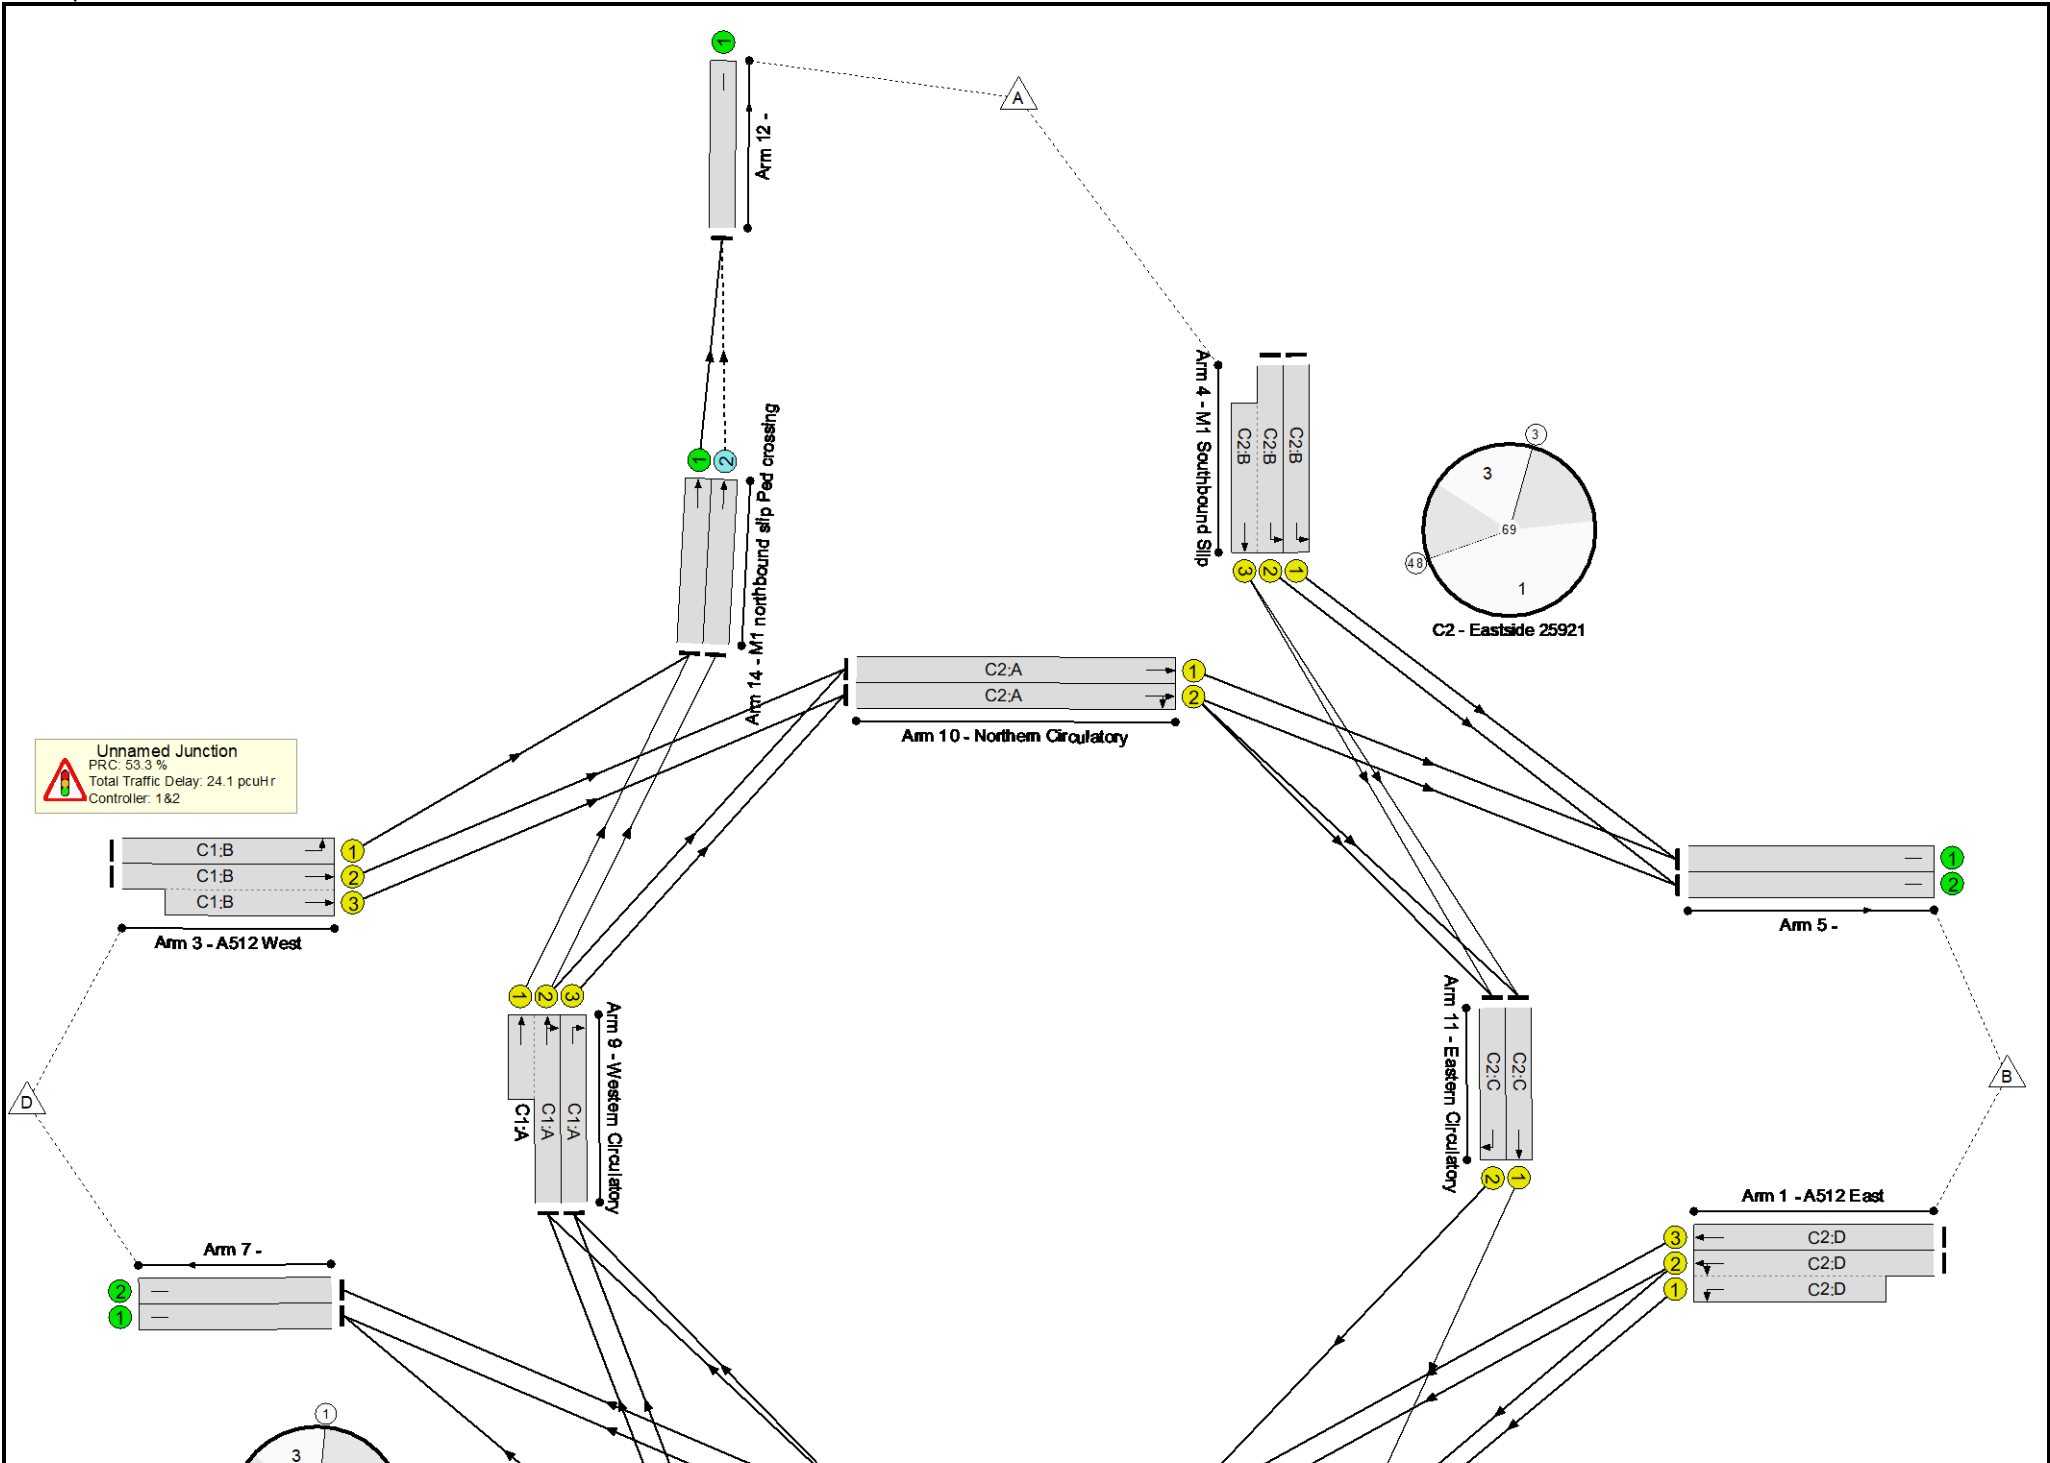 1
Arm 12 -
A
Arm 4 - M1 Southbound Slip
C2:B
C2:B
C2:B
3
2
1
3
3
69
48
1
C2 - Eastside 25921
1
2
Arm 14 - M1 northbound slip Ped crossing
C2:A
1
C2:A
2
Arm 10 - Northern Circulatory
Unnamed Junction
PRC: 53.3 %
Total Traffic Delay: 24.1 pcuHr
Controller: 1&2
C1:B
1
C1:B
2
C1:B
3
Arm 3 - A512 West
1
2
Arm 5 -
1
2
3
Arm 9 - Western Circulatory
C1:A
C1:A
C1:A
Arm 11 - Eastern Circulatory
C2:C
C2:C
2
1
D
B
Arm 1 - A512 East
3
C2:D
2
C2:D
1
C2:D
Arm 7 -
2
1
1
3